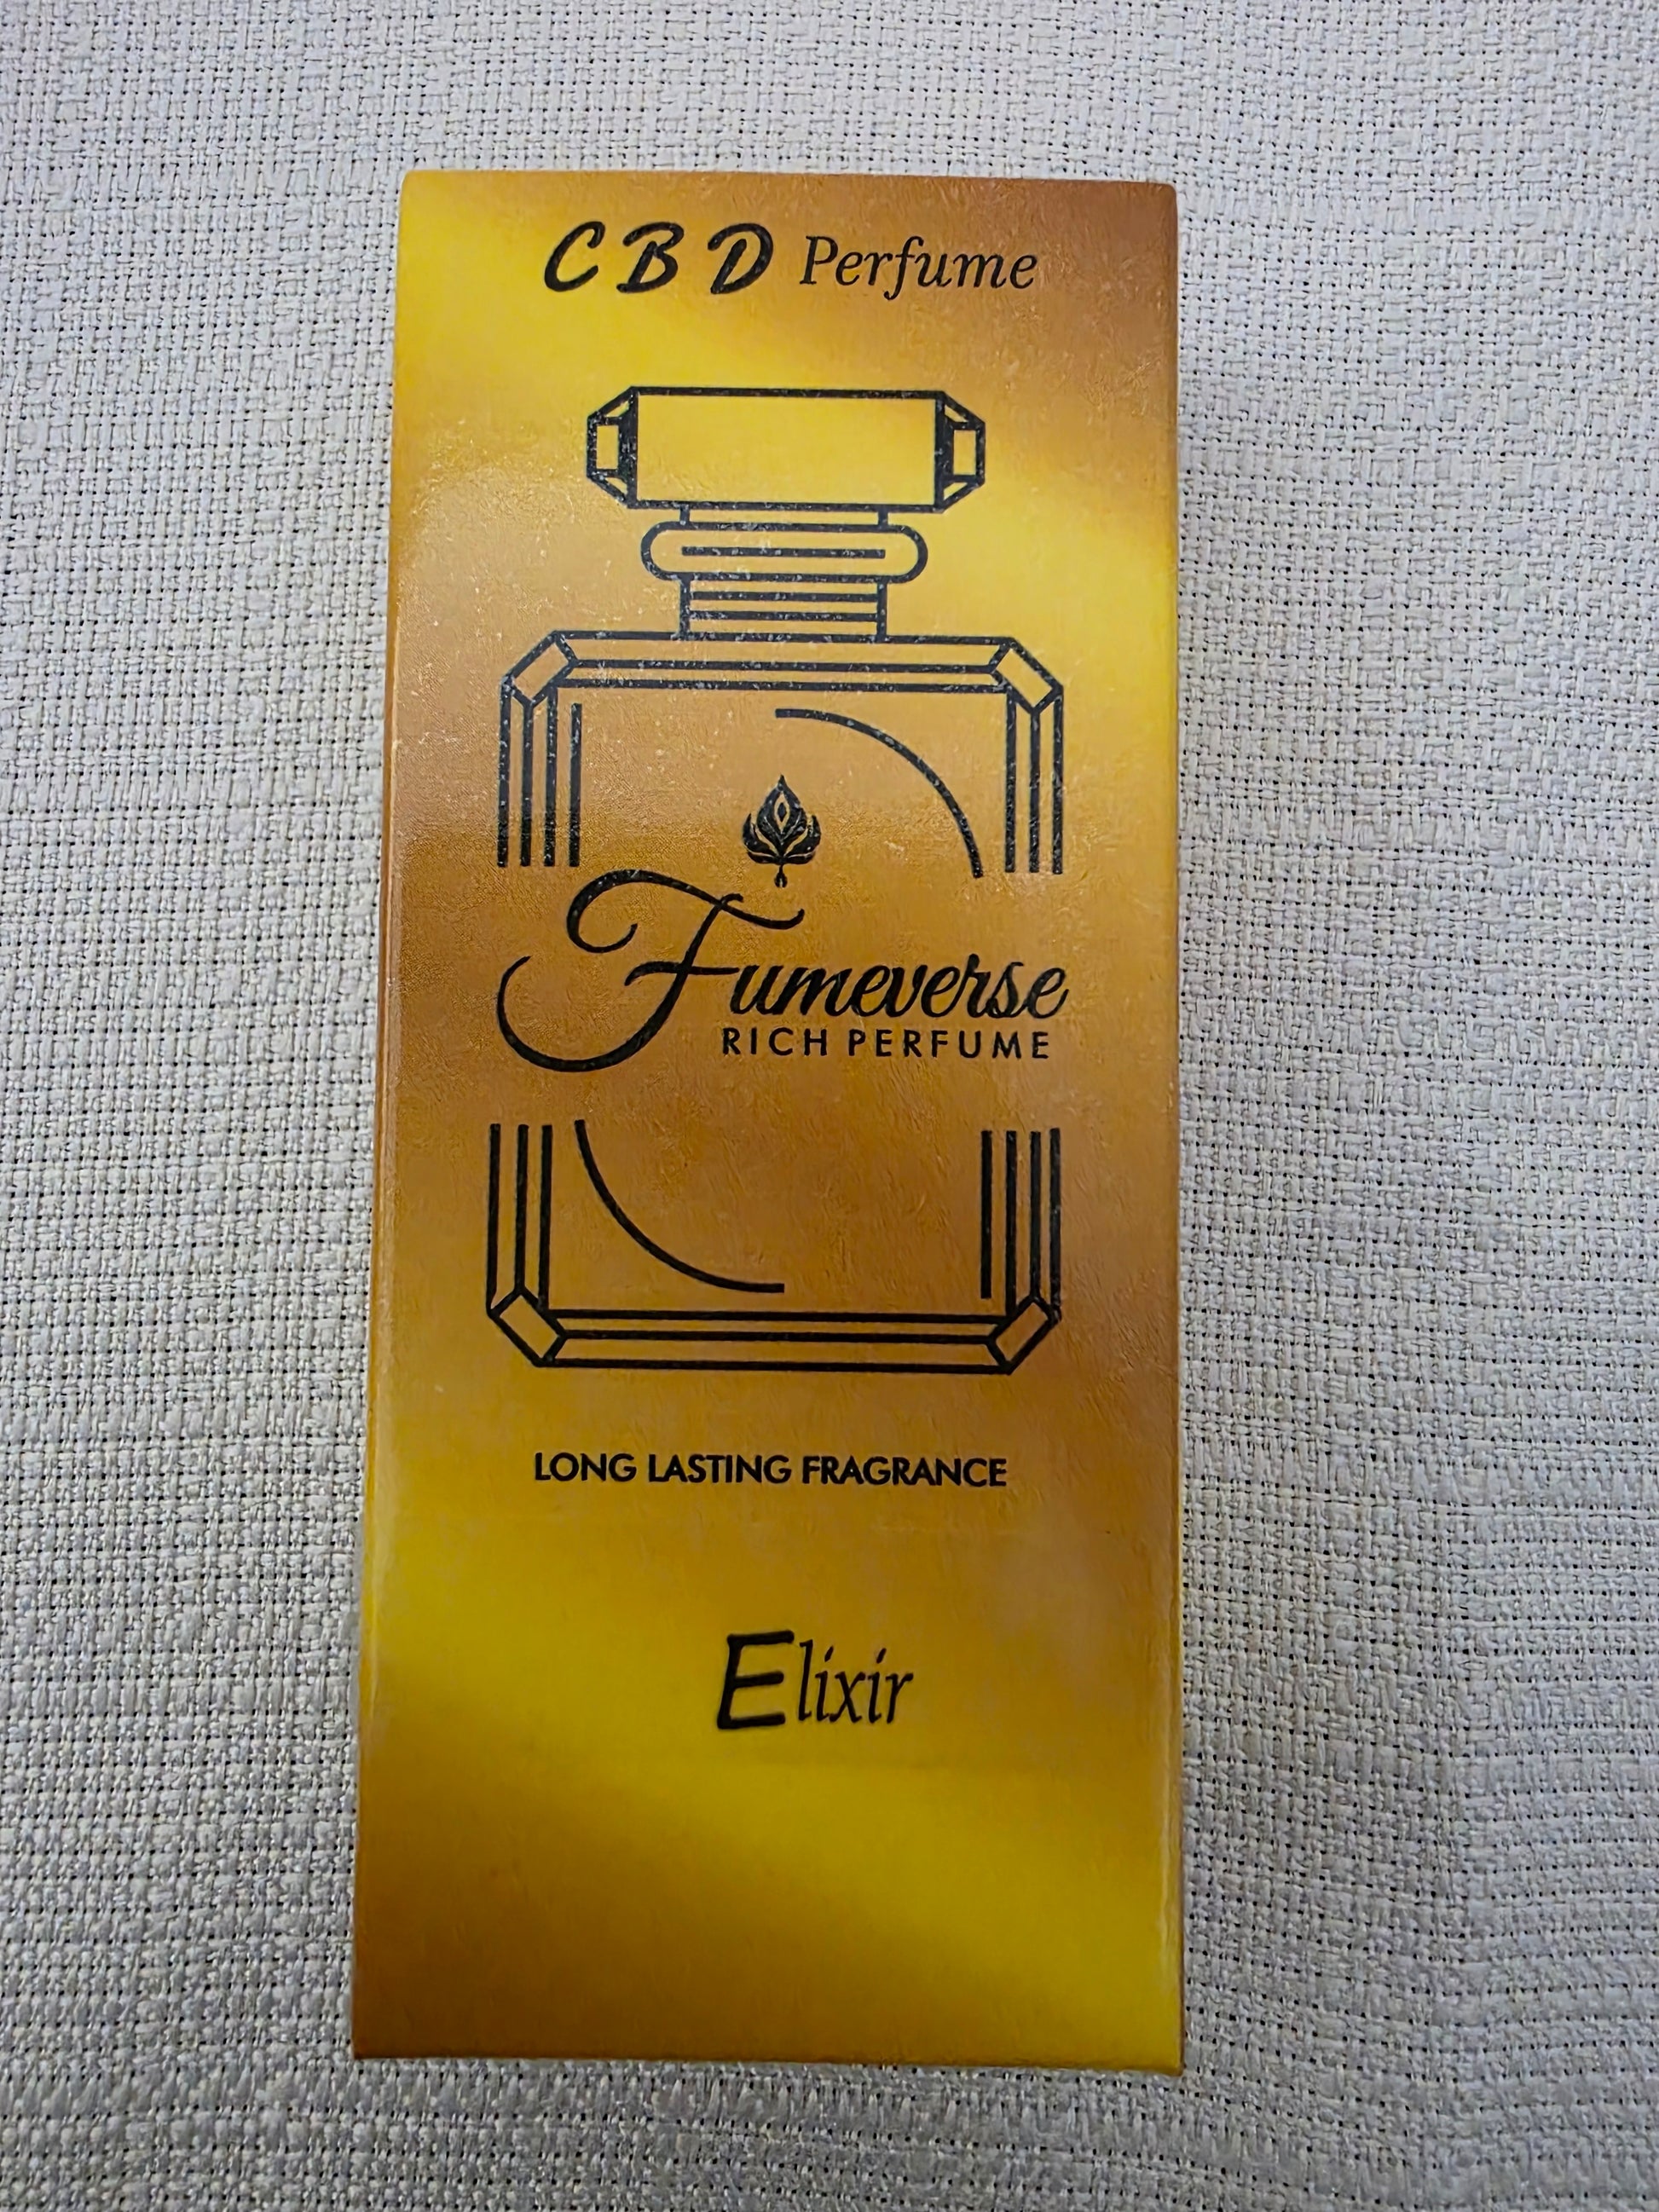 CBD Perfume
Fumeverse
RICH PERFUME
LONG LASTING FRAGRANCE
Elixir